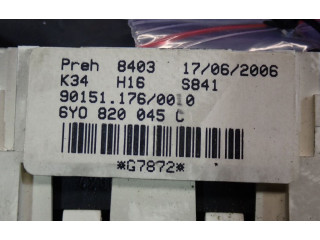 Preh 8403 17/06/2006
K34 H16 S841
90151.176/0010
6Y0 820 045 C
*G7872*